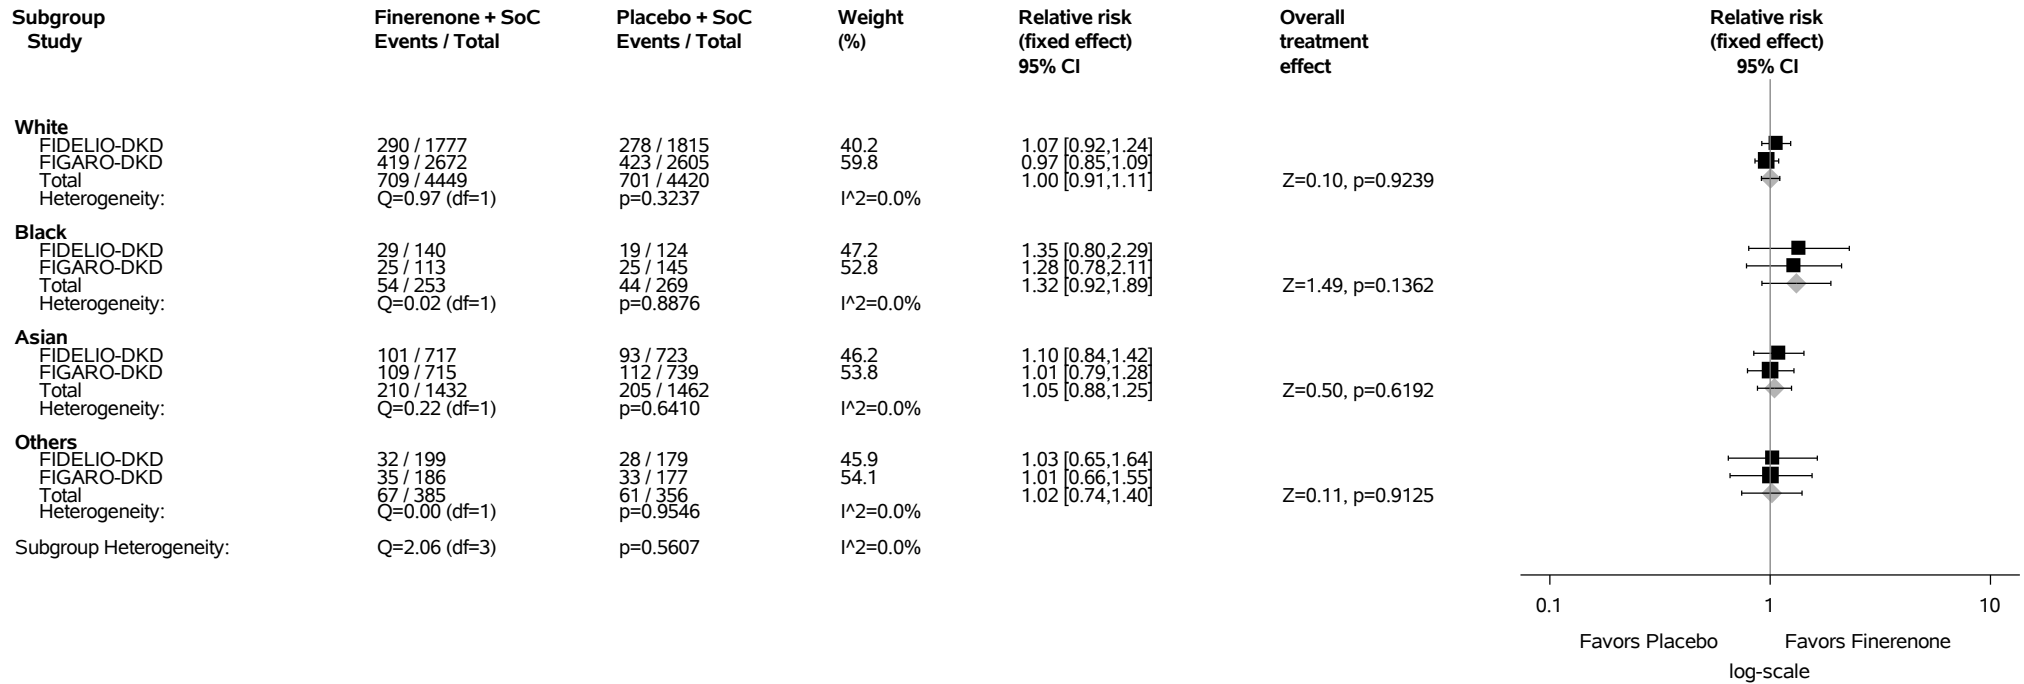 Subgroup Finerenone + SoC Placebo + SoC Weight Relative risk Overall Relative risk
Study Events / Total Events / Total (%) (fixed effect) treatment (fixed effect)
95% CI effect 95% CI
White
FIDELIO-DKD 290 / 1777 278 / 1815 40.2 1.07 [0.92,1.24]
FIGARO-DKD 419 / 2672 423 / 2605 59.8 0.97 [0.85,1.09]
Total 709 / 4449 701 / 4420 1.00 [0.91,1.11] Z=0.10, p=0.9239
Heterogeneity: Q=0.97 (df=1) p=0.3237 I^2=0.0%
Black
FIDELIO-DKD 29 / 140 19 / 124 47.2 1.35 [0.80,2.29]
FIGARO-DKD 25 / 113 25 / 145 52.8 1.28 [0.78,2.11]
Total 54 / 253 44 / 269 1.32 [0.92,1.89] Z=1.49, p=0.1362
Heterogeneity: Q=0.02 (df=1) p=0.8876 I^2=0.0%
Asian
FIDELIO-DKD 101 / 717 93 / 723 46.2 1.10 [0.84,1.42]
FIGARO-DKD 109 / 715 112 / 739 53.8 1.01 [0.79,1.28]
Total 210 / 1432 205 / 1462 1.05 [0.88,1.25] Z=0.50, p=0.6192
Heterogeneity: Q=0.22 (df=1) p=0.6410 I^2=0.0%
Others
FIDELIO-DKD 32 / 199 28 / 179 45.9 1.03 [0.65,1.64]
FIGARO-DKD 35 / 186 33 / 177 54.1 1.01 [0.66,1.55]
Total 67 / 385 61 / 356 1.02 [0.74,1.40] Z=0.11, p=0.9125
Heterogeneity: Q=0.00 (df=1) p=0.9546 I^2=0.0%
Subgroup Heterogeneity: Q=2.06 (df=3) p=0.5607 I^2=0.0%
0.1 1 10
Favors Placebo Favors Finerenone
log-scale